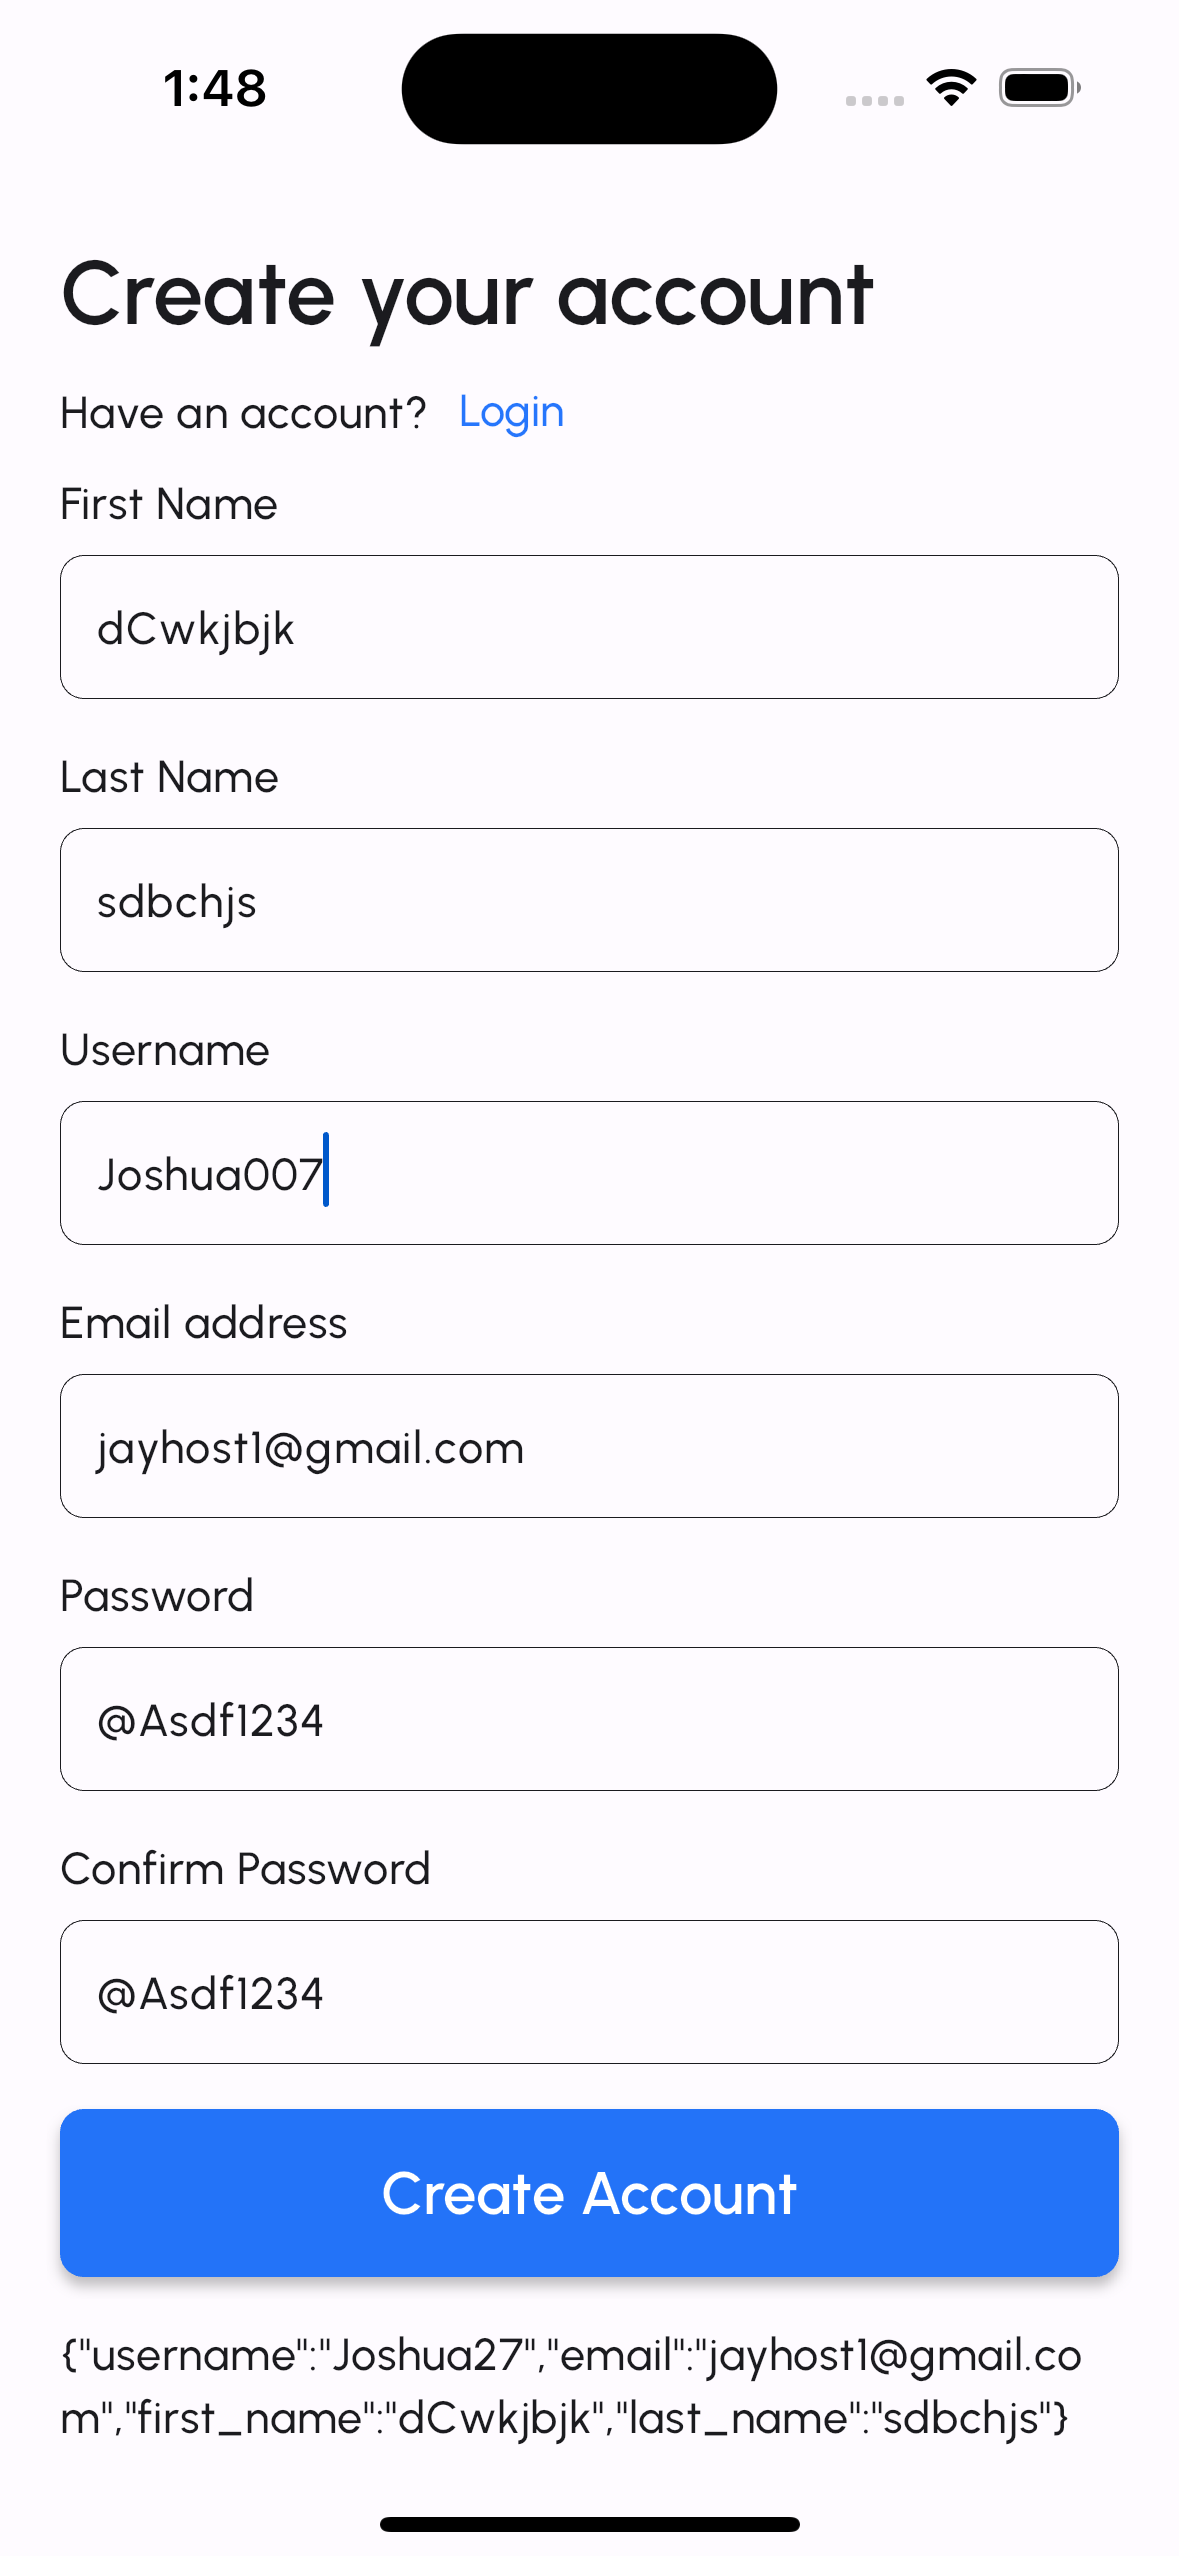 1:48
Create your account
Have an account? Login
First Name
dCwkjbjk
Last Name
sdbchjs
Username
Joshua007
Email address
jayhost1@gmail.com
Password
@Asdf1234
Confirm Password
@Asdf1234
Create Account
{"username":"Joshua27","email":"jayhost1@gmail.co
m","first_name":"dCwkjbjk","last_name":"sdbchjs"}